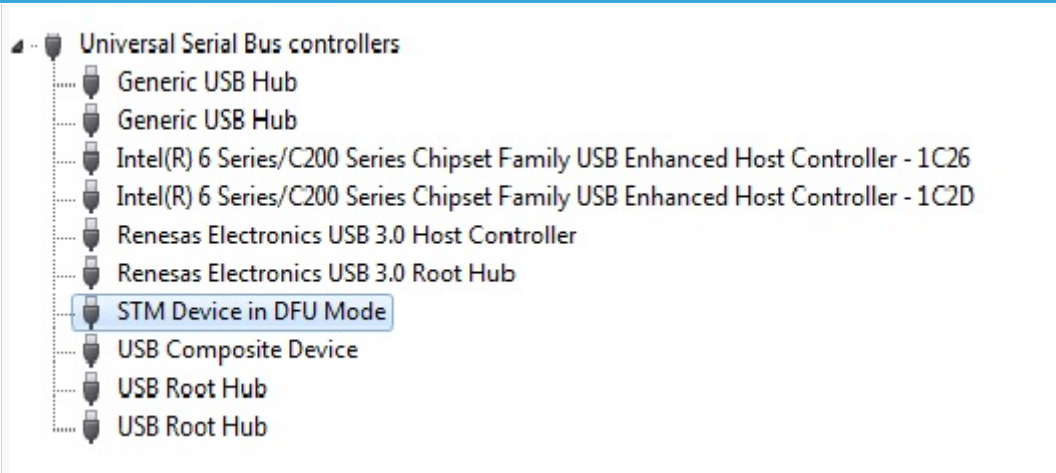 Universal Serial Bus controllers
Generic USB Hub
Generic USB Hub
Intel(R) 6 Series/C200 Series Chipset Family USB Enhanced Host Controller - 1C26
Intel(R) 6 Series/C200 Series Chipset Family USB Enhanced Host Controller - 1C2D
Renesas Electronics USB 3.0 Host Controller
Renesas Electronics USB 3.0 Root Hub
STM Device in DFU Mode
USB Composite Device
USB Root Hub
USB Root Hub